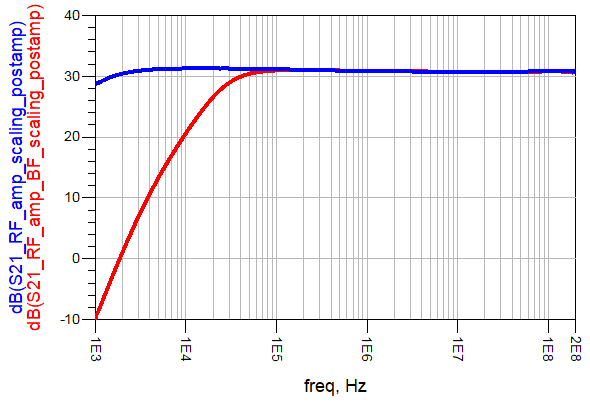 dB(S21_RF_amp_scaling_postamp)
dB(S21_RF_amp_BF_scaling_postamp)
40
30
20
10
0
-10
1E3
1E4
1E5
1E6
1E7
1E8
2E8
freq, Hz